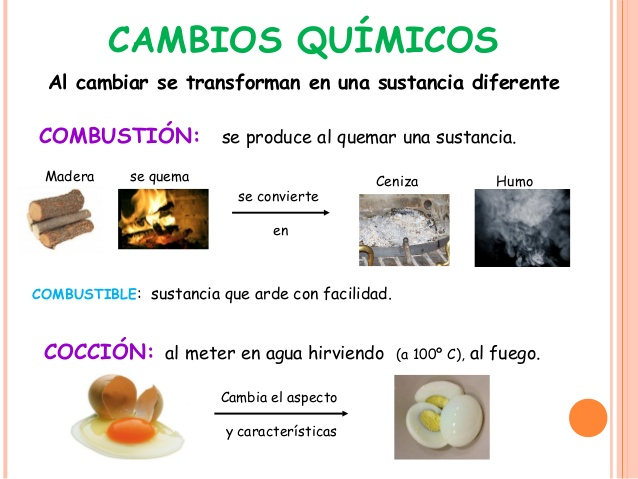 CAMBIOS QUÍMICOS
Al cambiar se transforman en una sustancia diferente
COMBUSTIÓN: se produce al quemar una sustancia.
Madera se quema
se convierte
en
Ceniza Humo
COMBUSTIBLE: sustancia que arde con facilidad.
COCCIÓN: al meter en agua hirviendo (a 100º C), al fuego.
Cambia el aspecto
y características